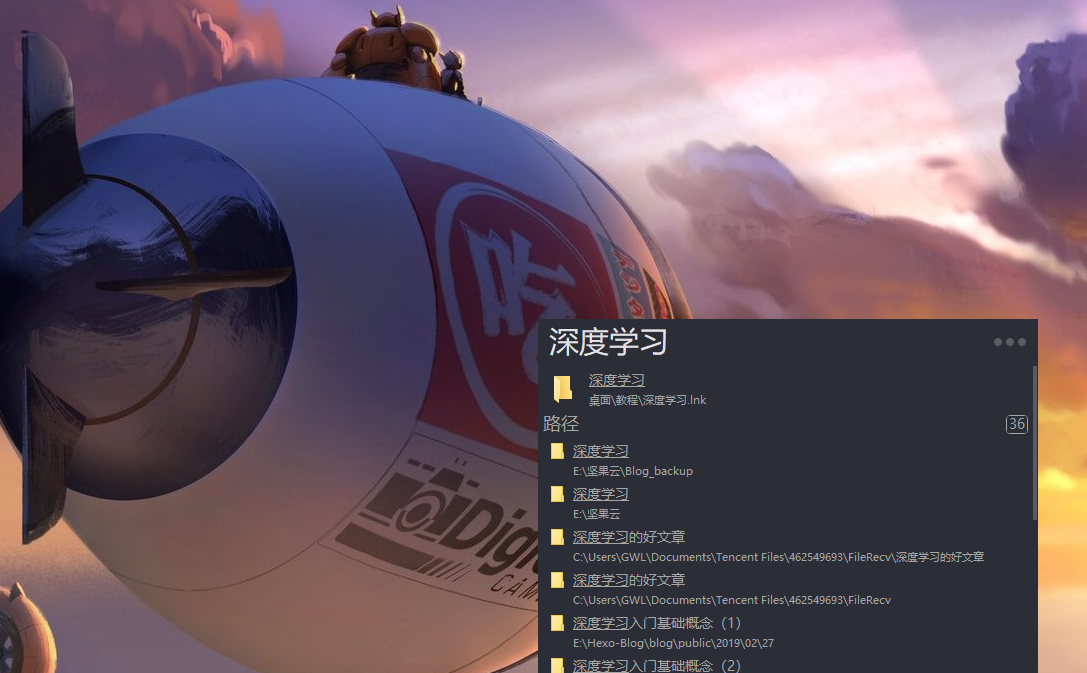 Digi
CAM
深度学习
深度学习
桌面\教程\深度学习.lnk
路径
36
深度学习
E:\坚果云\Blog_backup
深度学习
E:\坚果云
深度学习的好文章
C:\Users\GWL\Documents\Tencent Files\462549693\FileRecv\深度学习的好文章
深度学习的好文章
C:\Users\GWL\Documents\Tencent Files\462549693\FileRecv
深度学习入门基础概念（1）
E:\Hexo-Blog\blog\public\2019\02\27
深度学习入门基础概念（2）